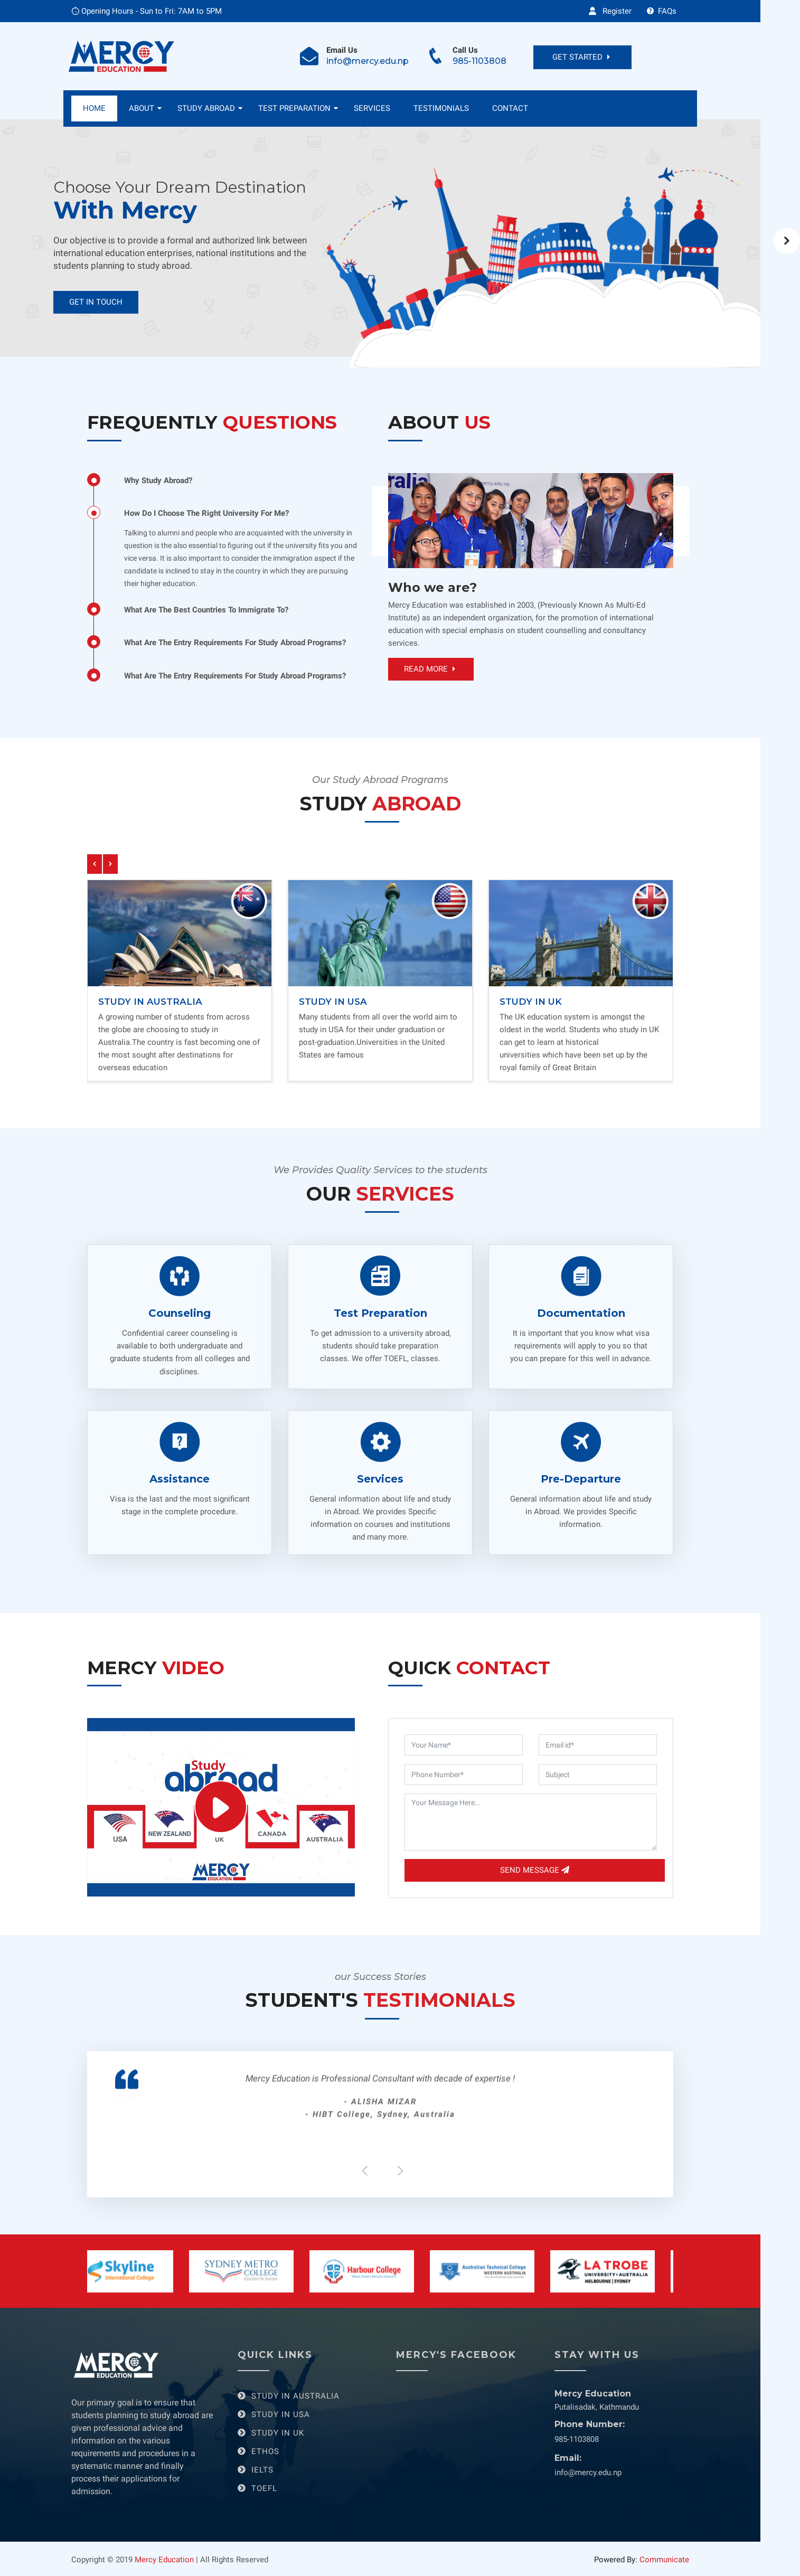 Opening Hours - Sun to Fri: 7AM to 5PM
Register
FAQs
MERCY
EDUCATION
Email Us
info@mercy.edu.np
Call Us
985-1103808
GET STARTED
HOME
ABOUT
STUDY ABROAD
TEST PREPARATION
SERVICES
TESTIMONIALS
CONTACT
Choose Your Dream Destination
With Mercy
Our objective is to provide a formal and authorized link between
international education enterprises, national institutions and the
students planning to study abroad.
GET IN TOUCH
FREQUENTLY QUESTIONS
Why Study Abroad?
How Do I Choose The Right University For Me?
Talking to alumni and people who are acquainted with the university in
question is the also essential to figuring out if the university fits you and
vice versa. It is also important to consider the immigration aspect if the
candidate is inclined to stay in the country in which they are pursuing
their higher education.
What Are The Best Countries To Immigrate To?
What Are The Entry Requirements For Study Abroad Programs?
What Are The Entry Requirements For Study Abroad Programs?
ABOUT US
Who we are?
Mercy Education was established in 2003, (Previously Known As Multi-Ed
Institute) as an independent organization, for the promotion of international
education with special emphasis on student counselling and consultancy
services.
READ MORE
Our Study Abroad Programs
STUDY ABROAD
STUDY IN AUSTRALIA
A growing number of students from across
the globe are choosing to study in
Australia.The country is fast becoming one of
the most sought after destinations for
overseas education
STUDY IN USA
Many students from all over the world aim to
study in USA for their under graduation or
post-graduation.Universities in the United
States are famous
STUDY IN UK
The UK education system is amongst the
oldest in the world. Students who study in UK
can get to learn at historical
universities which have been set up by the
royal family of Great Britain
We Provides Quality Services to the students
OUR SERVICES
Counseling
Confidential career counseling is
available to both undergraduate and
graduate students from all colleges and
disciplines.
Test Preparation
To get admission to a university abroad,
students should take preparation
classes. We offer TOEFL, classes.
Documentation
It is important that you know what visa
requirements will apply to you so that
you can prepare for this well in advance.
Assistance
Visa is the last and the most significant
stage in the complete procedure.
Services
General information about life and study
in Abroad. We provides Specific
information on courses and institutions
and many more.
Pre-Departure
General information about life and study
in Abroad. We provides Specific
information.
MERCY VIDEO
Study
abroad
USA
NEW ZEALAND
UK
CANADA
AUSTRALIA
MERCY
EDUCATION
QUICK CONTACT
Your Name*
Email id*
Phone Number*
Subject
Your Message Here...
SEND MESSAGE
our Success Stories
STUDENT'S TESTIMONIALS
Mercy Education is Professional Consultant with decade of expertise !
- ALISHA MIZAR
- HIBT College, Sydney, Australia
Skyline
International College
SYDNEY METRO
COLLEGE
Harbour College
Australian Technical College
WESTERN AUSTRALIA
LA TROBE
UNIVERSITY AUSTRALIA
MELBOURNE | SYDNEY
MERCY
EDUCATION
Our primary goal is to ensure that
students planning to study abroad are
given professional advice and
information on the various
requirements and procedures in a
systematic manner and finally
process their applications for
admission.
QUICK LINKS
STUDY IN AUSTRALIA
STUDY IN USA
STUDY IN UK
ETHOS
IELTS
TOEFL
MERCY'S FACEBOOK
STAY WITH US
Mercy Education
Putalisadak, Kathmandu
Phone Number:
985-1103808
Email:
info@mercy.edu.np
Copyright © 2019 Mercy Education | All Rights Reserved
Powered By: Communicate